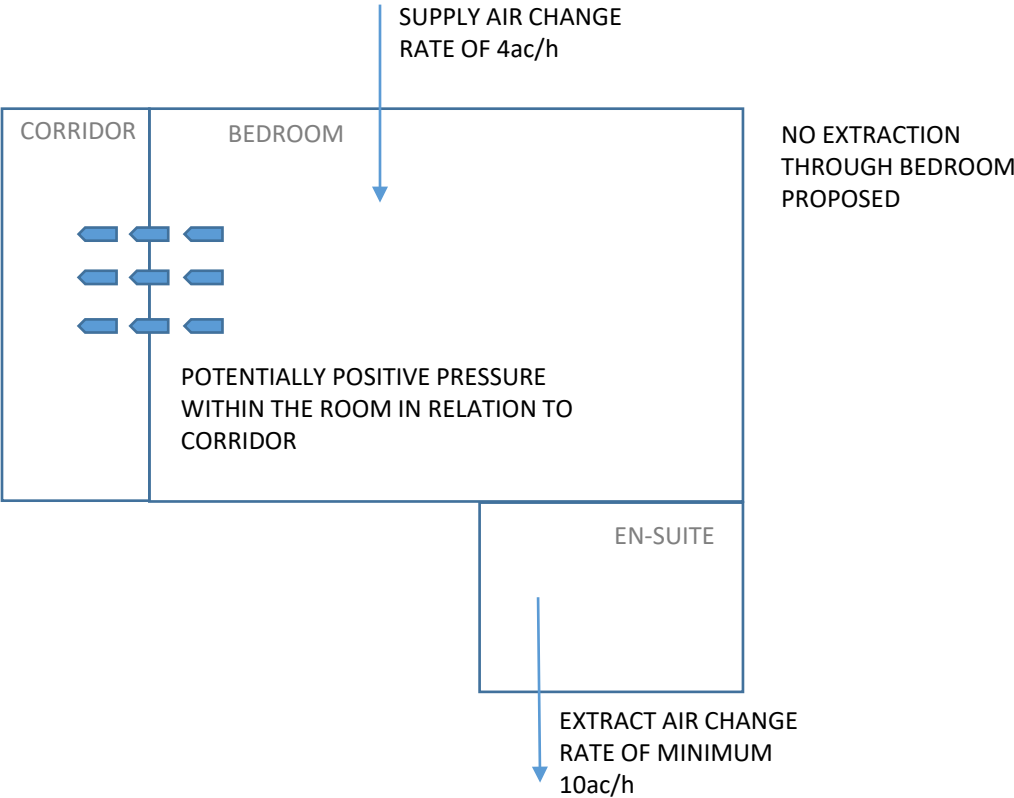 SUPPLY AIR CHANGE
RATE OF 4ac/h
CORRIDOR
BEDROOM
NO EXTRACTION
THROUGH BEDROOM
PROPOSED
POTENTIALLY POSITIVE PRESSURE
WITHIN THE ROOM IN RELATION TO
CORRIDOR
EN-SUITE
EXTRACT AIR CHANGE
RATE OF MINIMUM
10ac/h